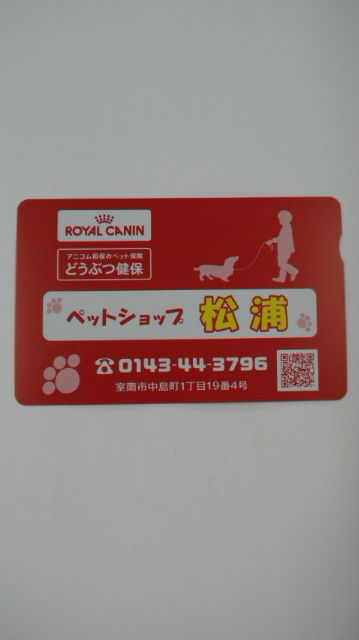 ROYAL CANIN
アニコム損保のペット保険
どうぶつ健保
ペットショップ 松浦
☎0143-44-3796
室蘭市中島町1丁目19番4号